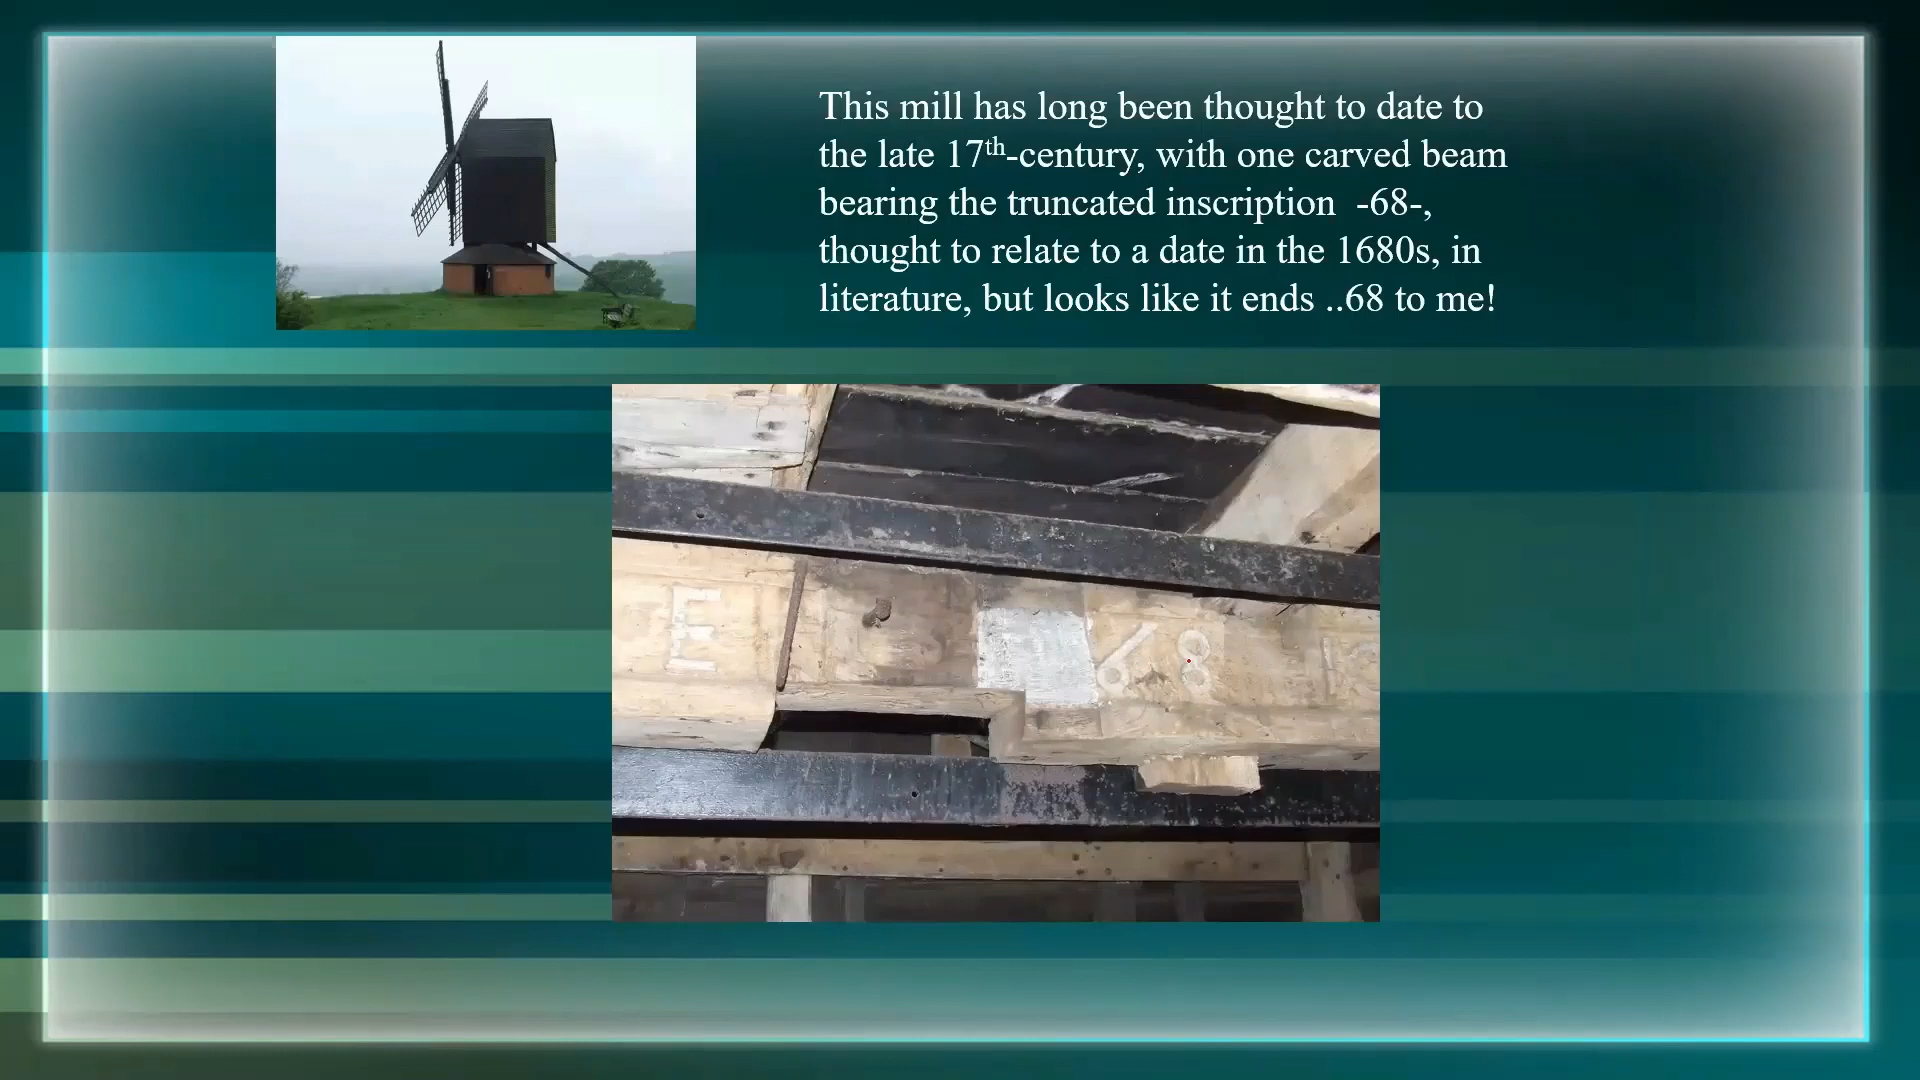 This mill has long been thought to date to
the late 17th-century, with one carved beam
bearing the truncated inscription -68-,
thought to relate to a date in the 1680s, in
literature, but looks like it ends ..68 to me!
E 68